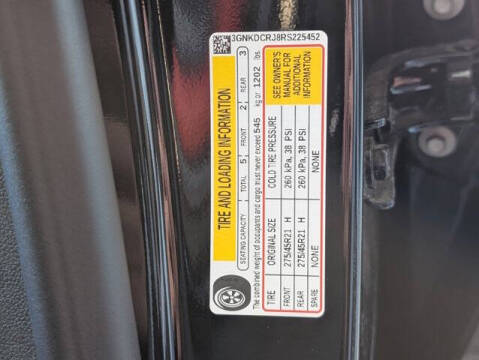 3GNKDCRJ8RS225452
TIRE AND LOADING INFORMATION
SEATING CAPACITY TOTAL 5 FRONT 2 REAR 3
The combined weight of occupants and cargo must never exceed 545 kg or 1202 lbs.
TIRE ORIGINAL SIZE COLD TIRE PRESSURE
FRONT 275/45R21 H 260 kPa, 38 PSI
REAR 275/45R21 H 260 kPa, 38 PSI
SPARE NONE NONE
SEE OWNER'S
MANUAL FOR
ADDITIONAL
INFORMATION